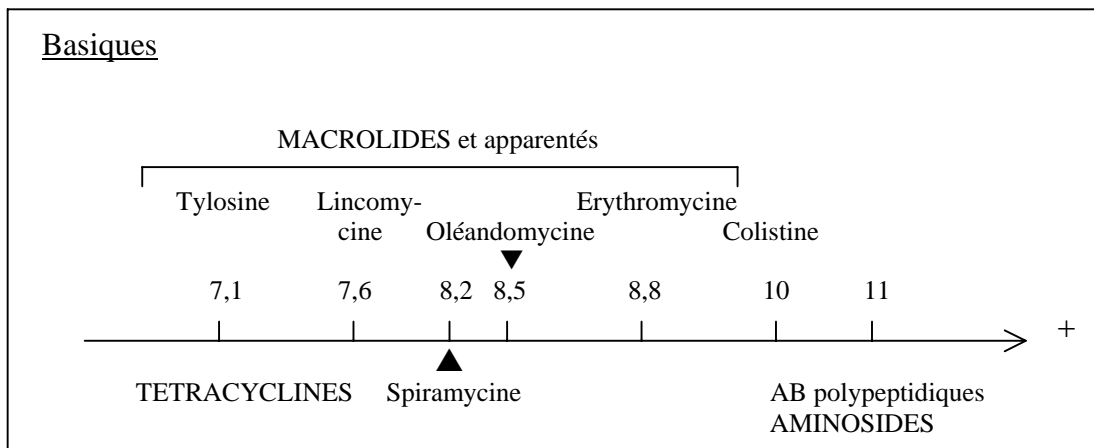 Basiques
MACROLIDES et apparentés
Tylosine Lincomy- Erythromycine
cine Oléandomycine Colistine
7,1 7,6 8,2 8,5 8,8 10 11
+
TETRACYCLINES Spiramycine AB polypeptidiques
AMINOSIDES